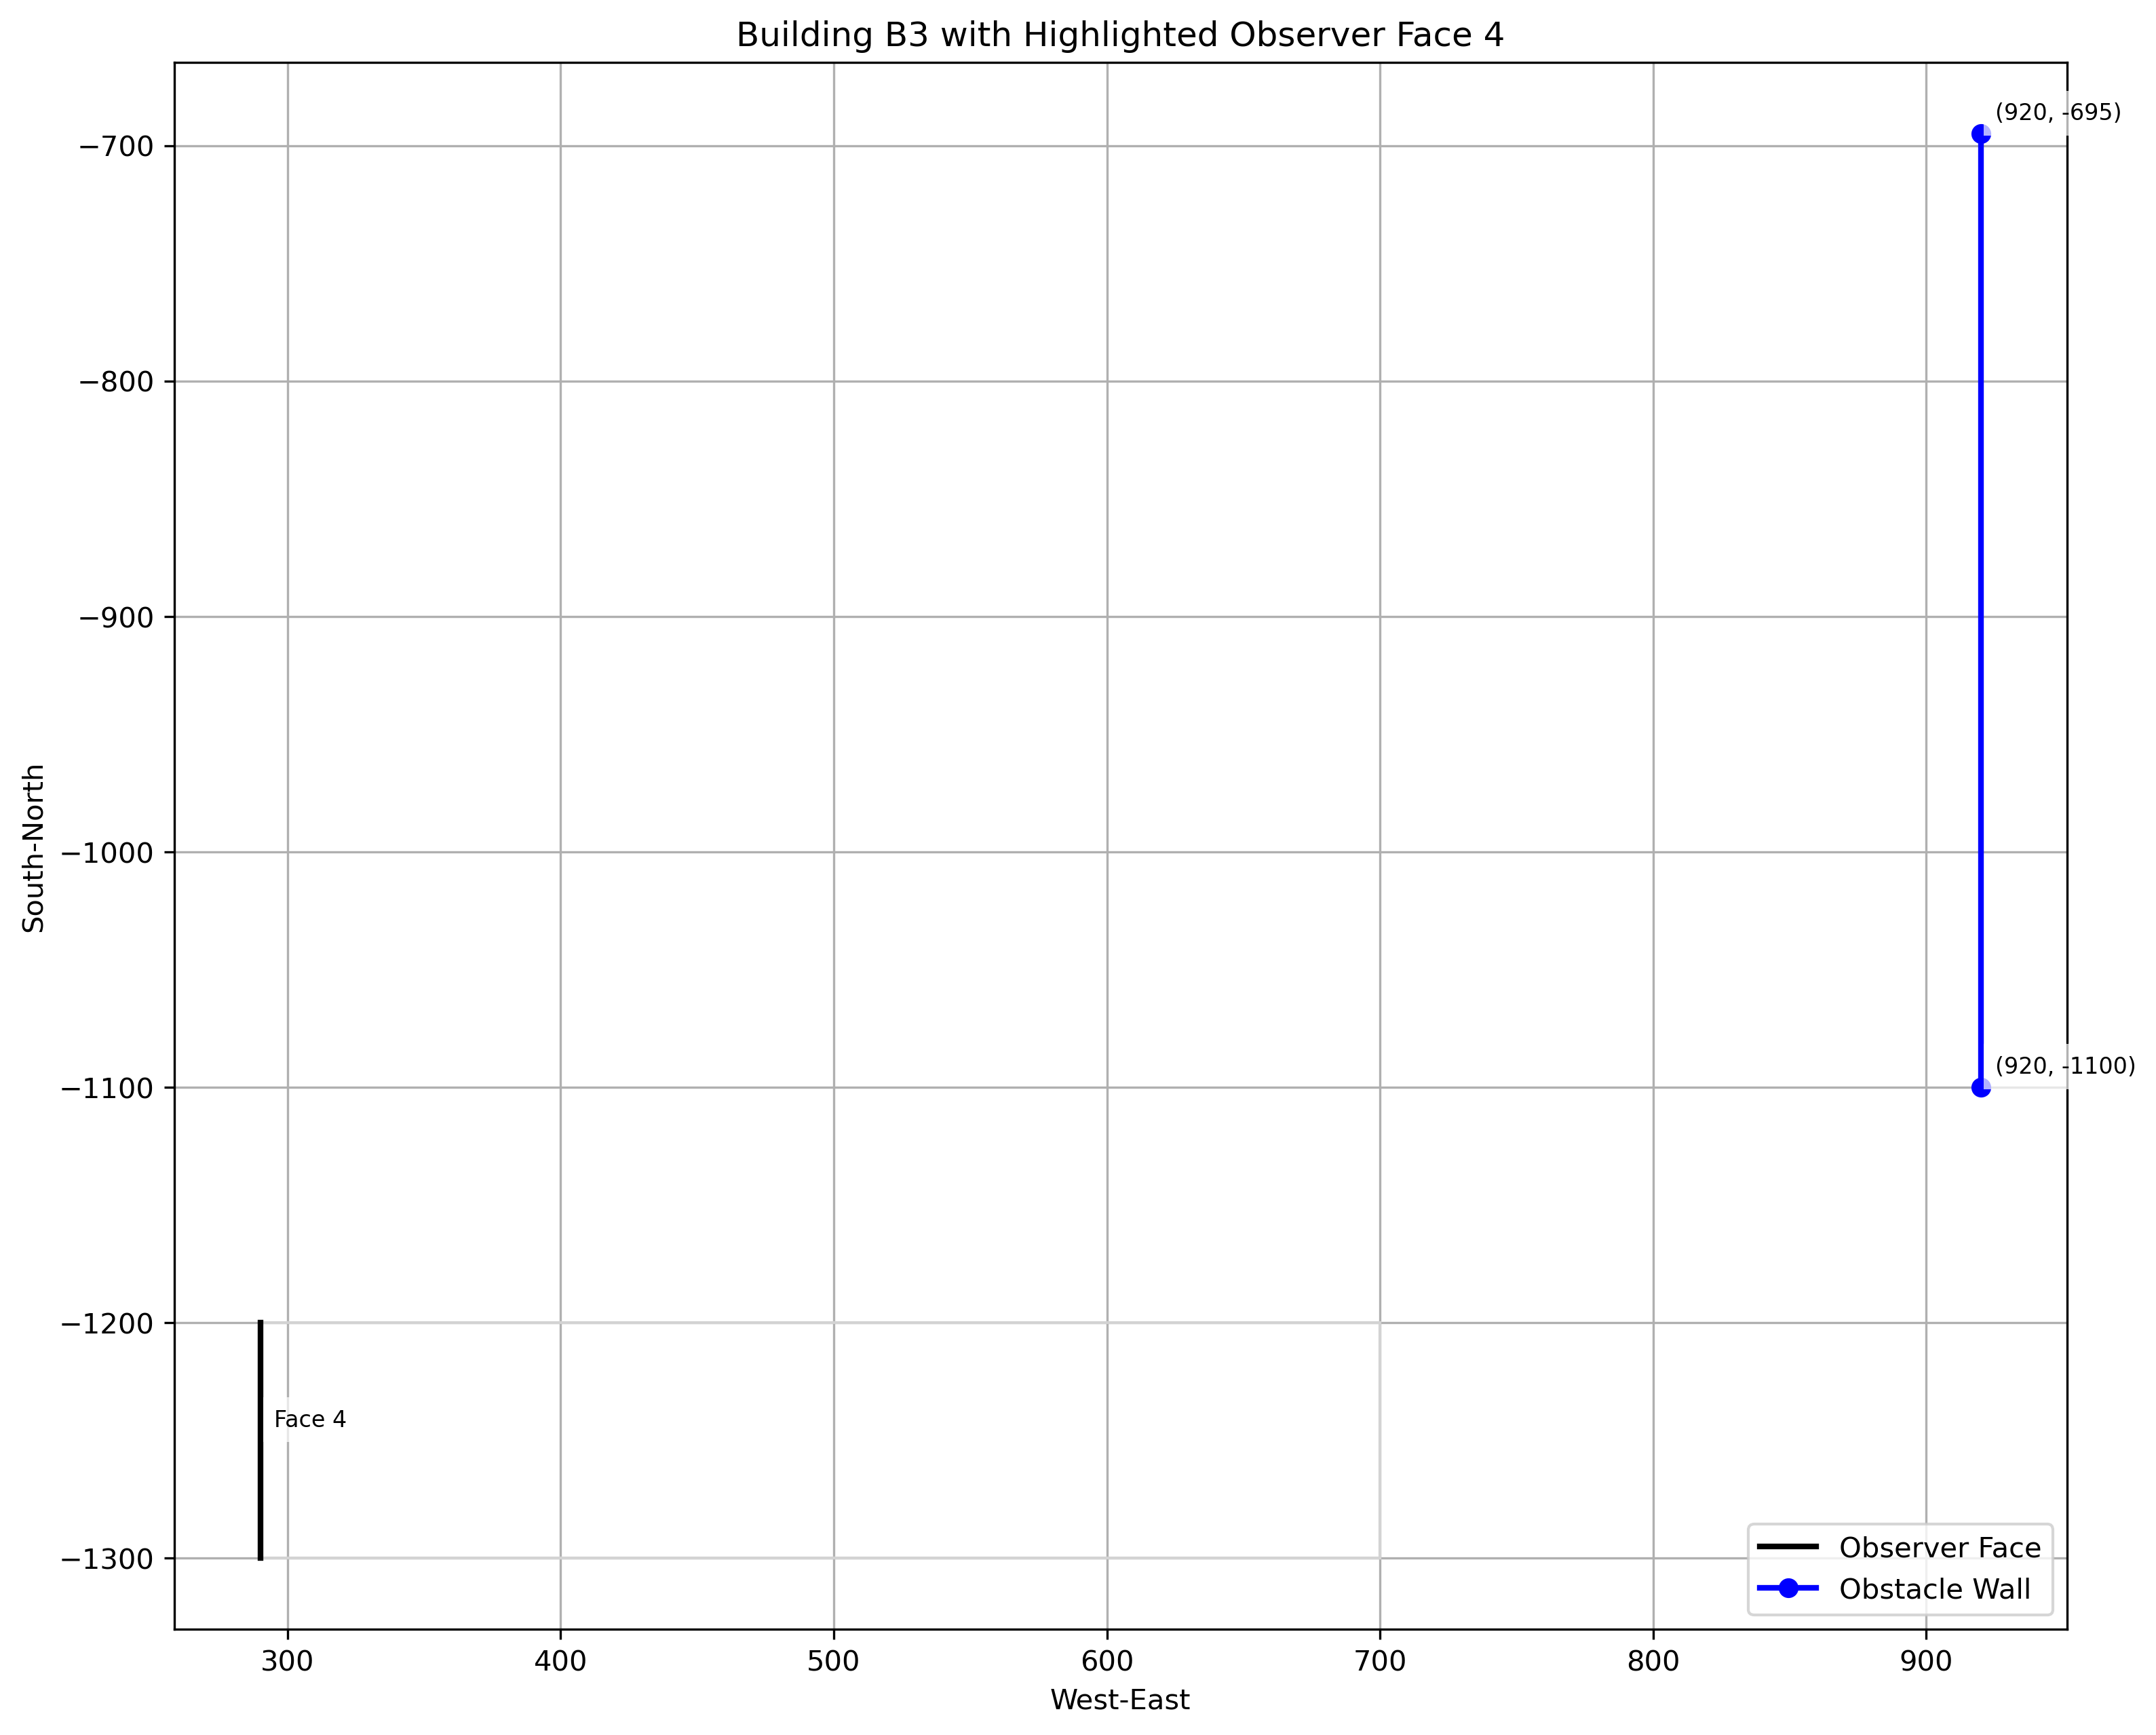 Building B3 with Highlighted Observer Face 4
(920, -695)
−700
−800
−900
−1000
(920, -1100)
−1100
−1200
Face 4
−1300
South-North
Observer Face
Obstacle Wall
300 400 500 600 700 800 900
West-East